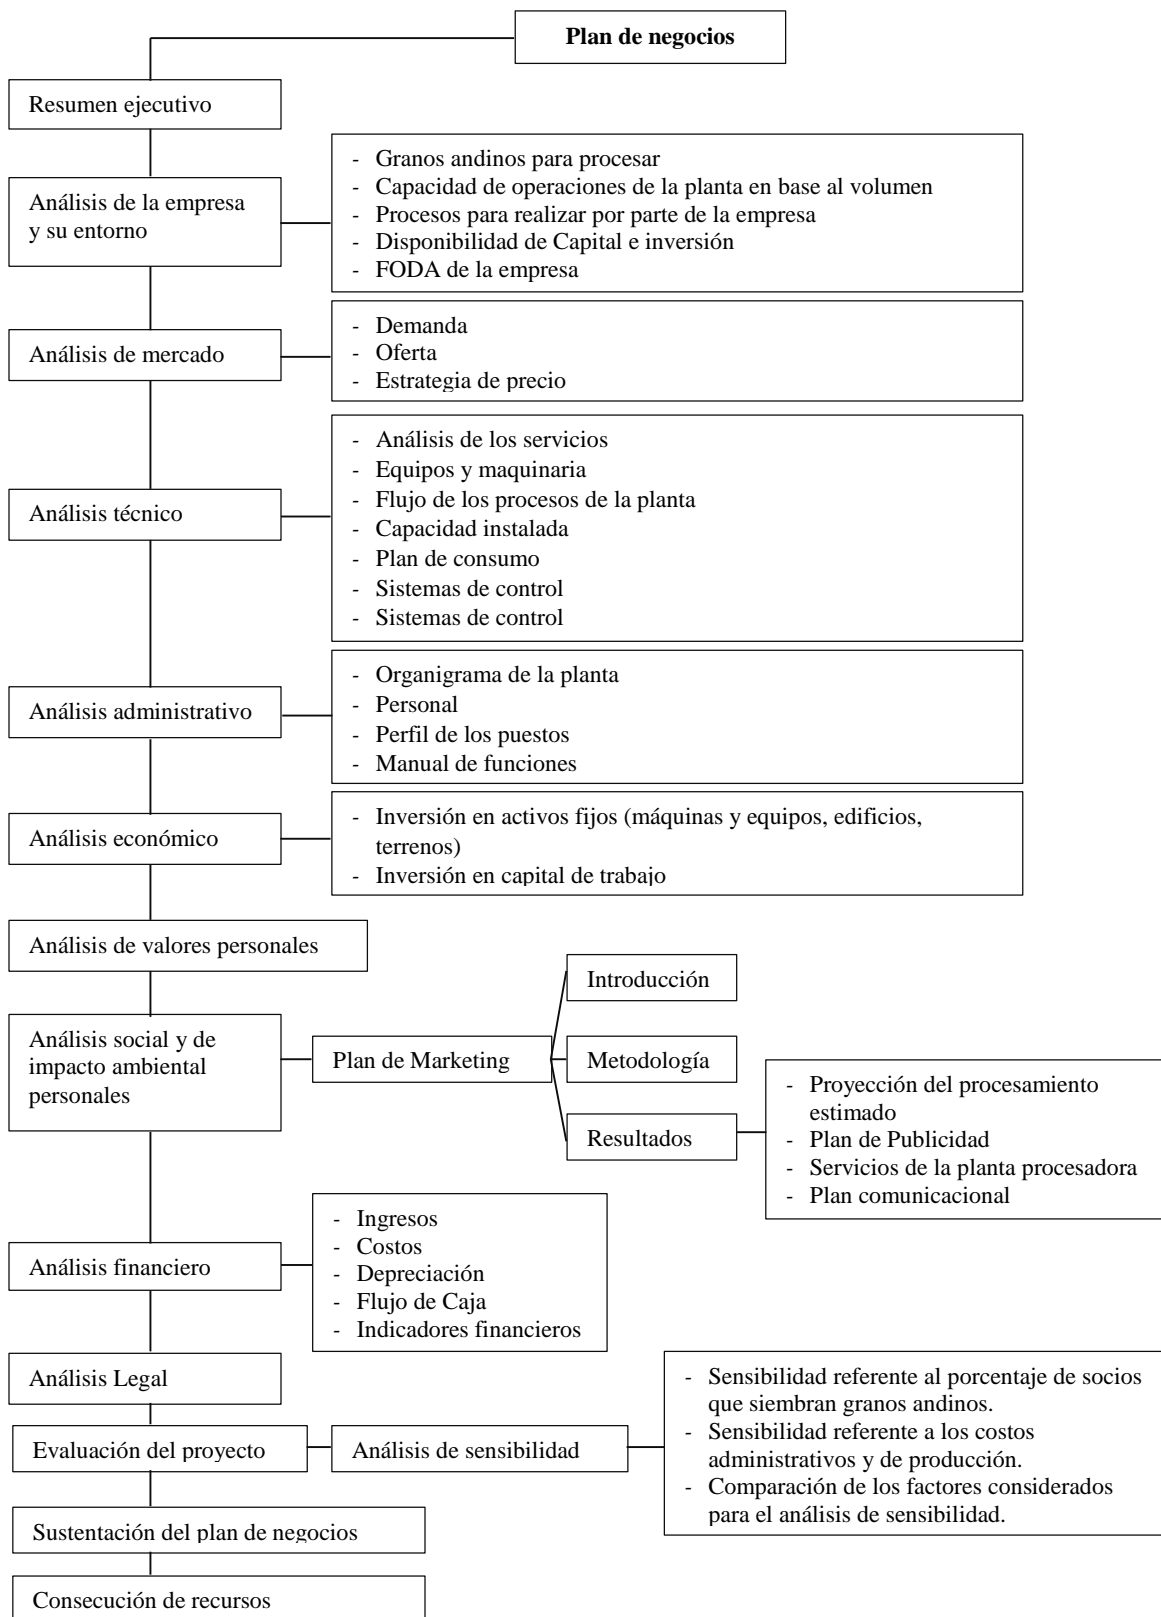 Plan de negocios
Resumen ejecutivo
Análisis de la empresa
y su entorno
- Granos andinos para procesar
- Capacidad de operaciones de la planta en base al volumen
- Procesos para realizar por parte de la empresa
- Disponibilidad de Capital e inversión
- FODA de la empresa
Análisis de mercado
- Demanda
- Oferta
- Estrategia de precio
Análisis técnico
- Análisis de los servicios
- Equipos y maquinaria
- Flujo de los procesos de la planta
- Capacidad instalada
- Plan de consumo
- Sistemas de control
- Sistemas de control
Análisis administrativo
- Organigrama de la planta
- Personal
- Perfil de los puestos
- Manual de funciones
Análisis económico
- Inversión en activos fijos (máquinas y equipos, edificios,
terrenos)
- Inversión en capital de trabajo
Análisis de valores personales
Análisis social y de
impacto ambiental
personales
Plan de Marketing
Introducción
Metodología
Resultados
- Proyección del procesamiento
estimado
- Plan de Publicidad
- Servicios de la planta procesadora
- Plan comunicacional
Análisis financiero
- Ingresos
- Costos
- Depreciación
- Flujo de Caja
- Indicadores financieros
Análisis Legal
Evaluación del proyecto
Análisis de sensibilidad
- Sensibilidad referente al porcentaje de socios
que siembran granos andinos.
- Sensibilidad referente a los costos
administrativos y de producción.
- Comparación de los factores considerados
para el análisis de sensibilidad.
Sustentación del plan de negocios
Consecución de recursos